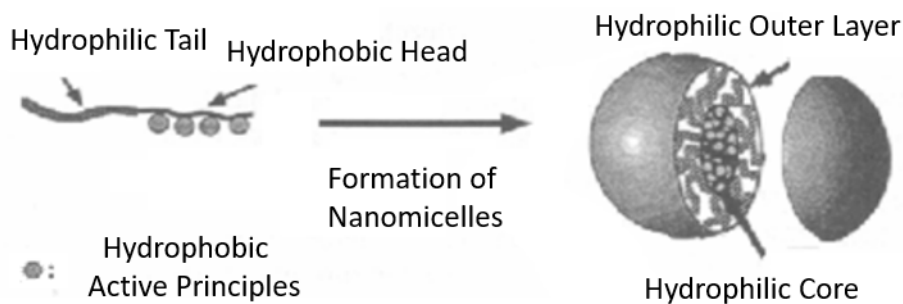 Hydrophilic Tail
Hydrophobic Head
Hydrophilic Outer Layer
Formation of
Nanomicelles
:
Hydrophobic
Active Principles
Hydrophilic Core